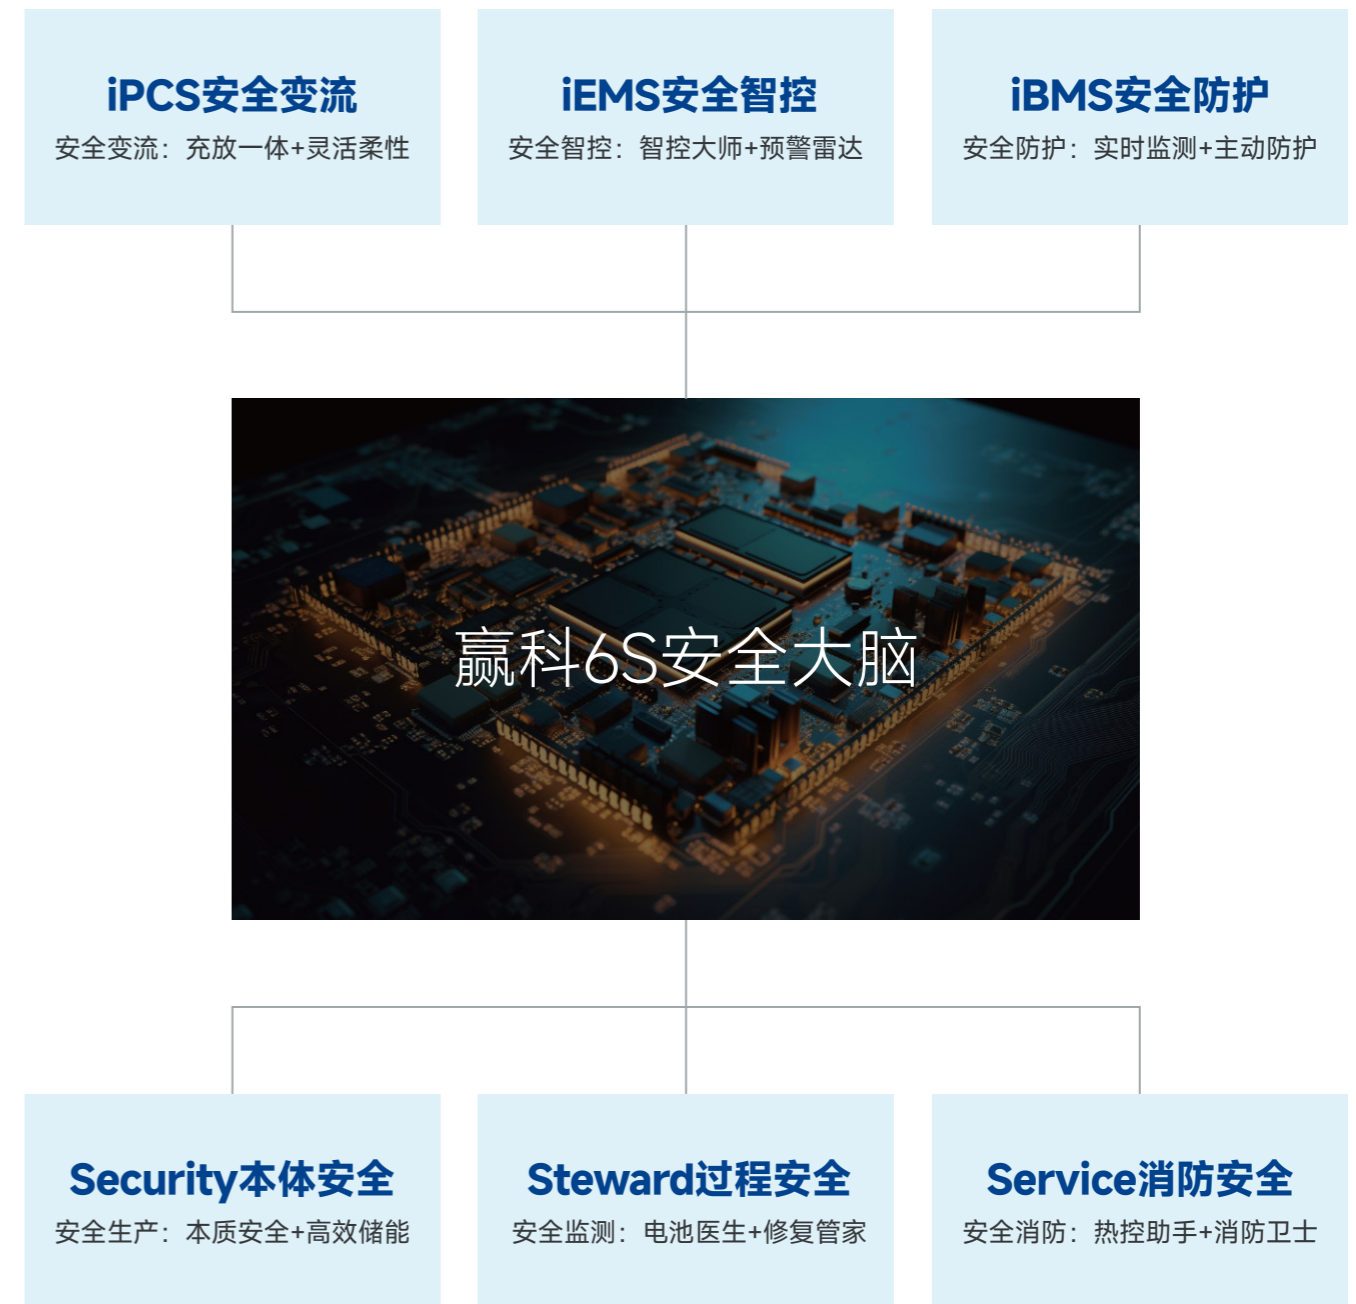 iPCS安全变流
安全变流：充放一体+灵活柔性
iEMS安全智控
安全智控：智控大师+预警雷达
iBMS安全防护
安全防护：实时监测+主动防护
赢科6S安全大脑
Security本体安全
安全生产：本质安全+高效储能
Steward过程安全
安全监测：电池医生+修复管家
Service消防安全
安全消防：热控助手+消防卫士